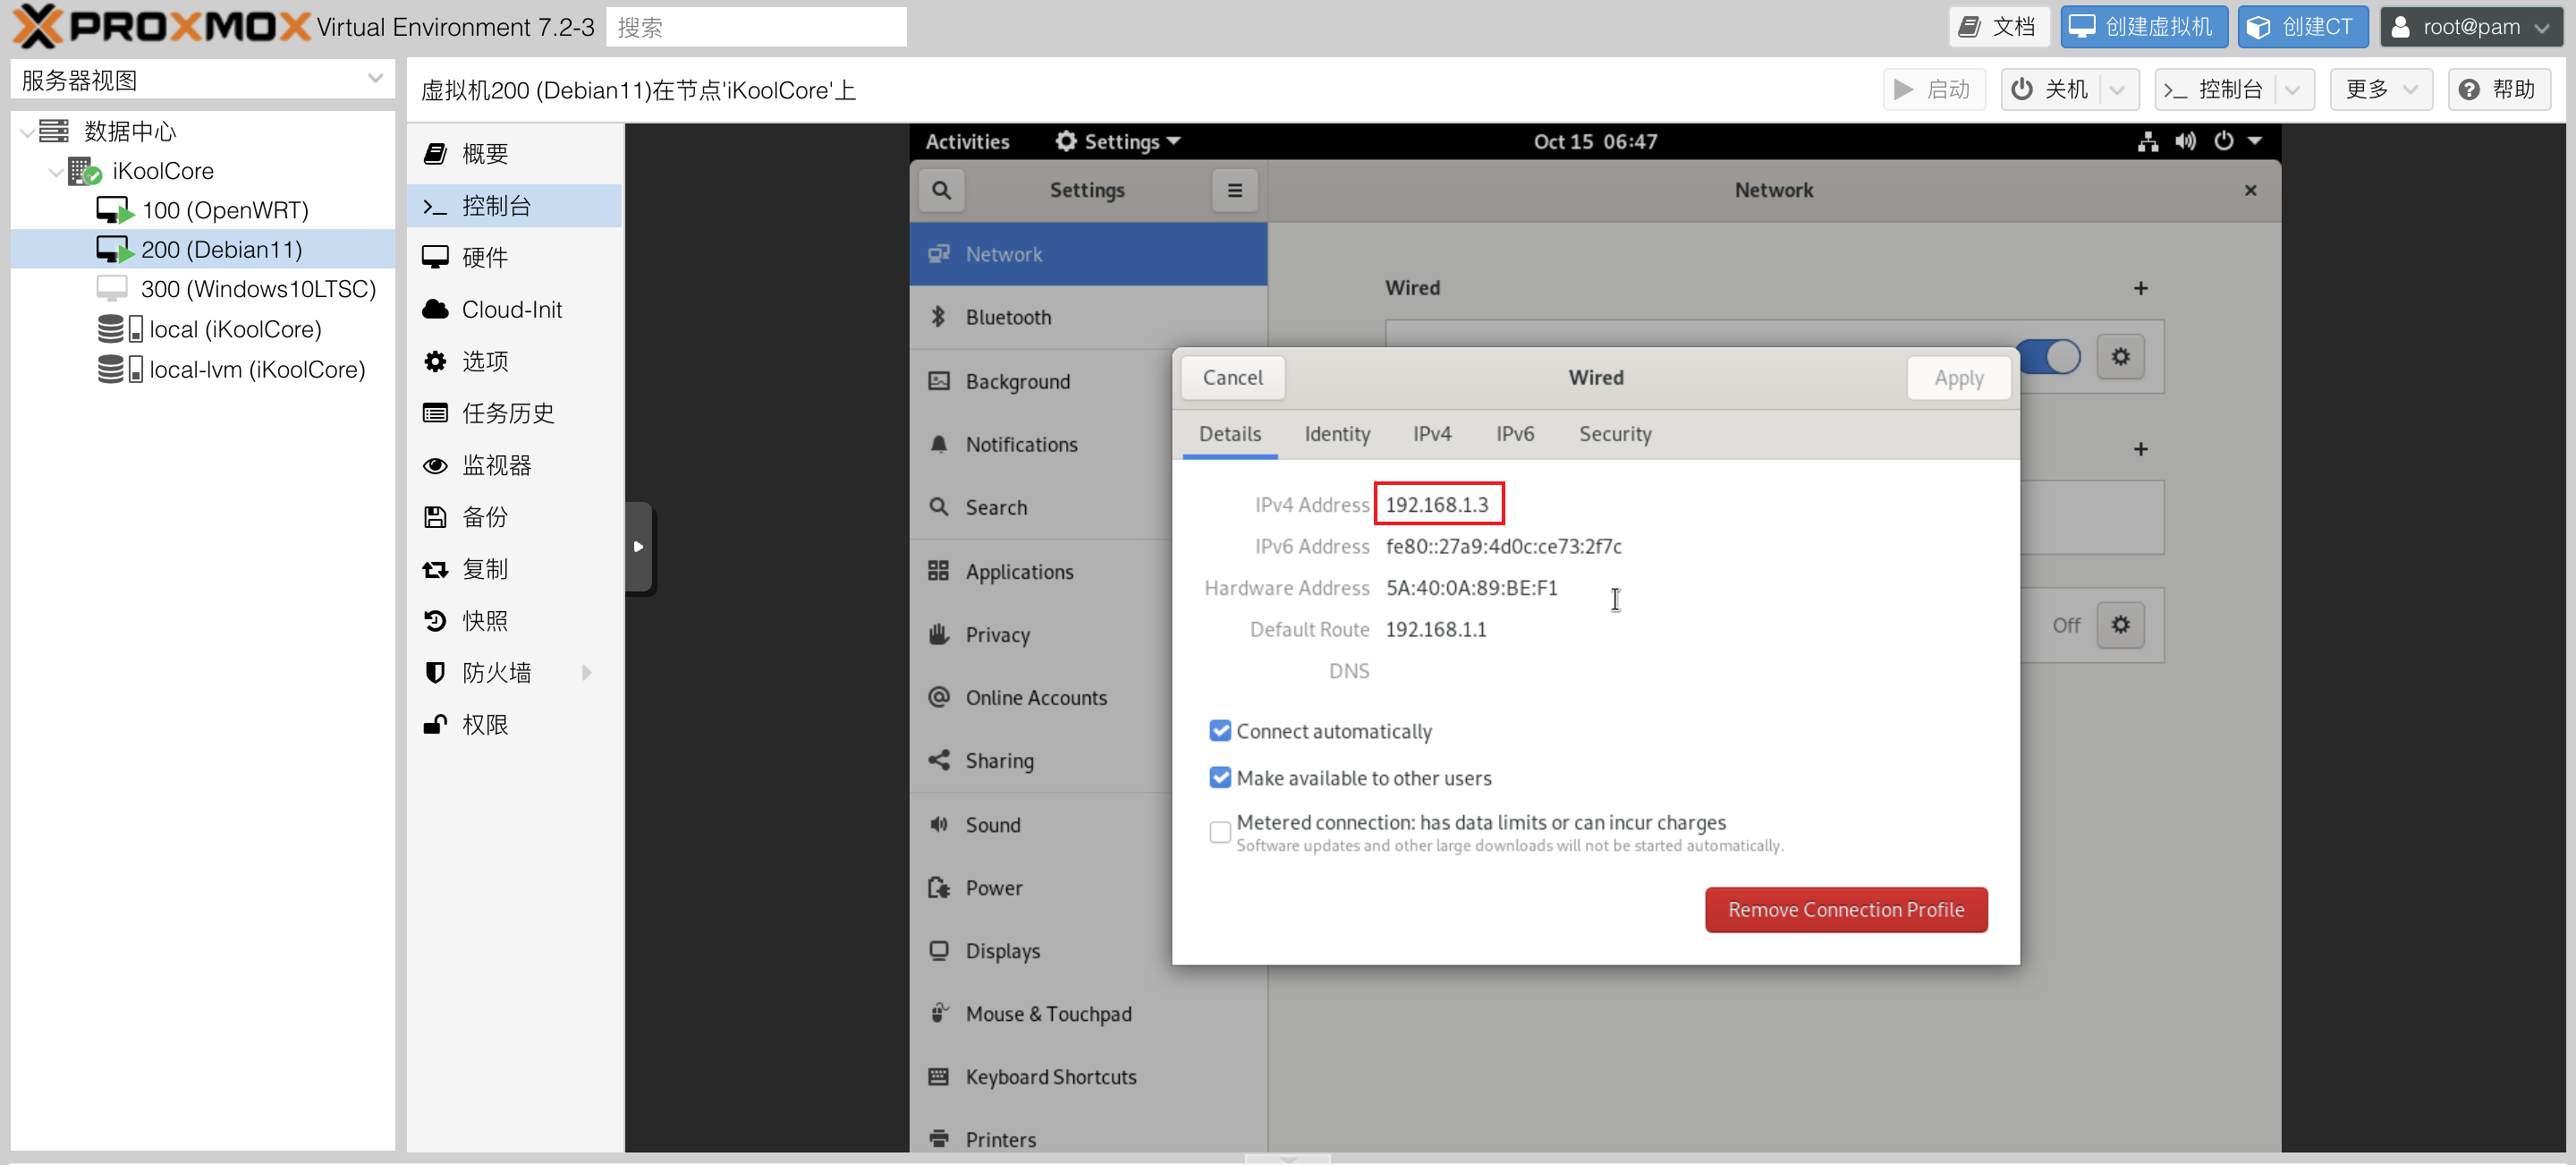 PROXMOX Virtual Environment 7.2-3 搜索 文档 创建虚拟机 创建CT root@pam
服务器视图
虚拟机200 (Debian11)在节点'iKoolCore'上 启动 关机 >_ 控制台 更多 帮助
数据中心
iKoolCore
100 (OpenWRT)
200 (Debian11)
300 (Windows10LTSC)
local (iKoolCore)
local-lvm (iKoolCore)
概要
>_ 控制台
硬件
Cloud-Init
选项
任务历史
监视器
备份
复制
快照
防火墙
权限
Activities Settings Oct 15 06:47
Settings Network
Network
Bluetooth
Background
Notifications
Search
Applications
Privacy
Online Accounts
Sharing
Sound
Power
Displays
Mouse & Touchpad
Keyboard Shortcuts
Printers
Wired +
+
Off
Cancel Wired Apply
Details Identity IPv4 IPv6 Security
IPv4 Address 192.168.1.3
IPv6 Address fe80::27a9:4d0c:ce73:2f7c
Hardware Address 5A:40:0A:89:BE:F1
Default Route 192.168.1.1
DNS
Connect automatically
Make available to other users
Metered connection: has data limits or can incur charges
Software updates and other large downloads will not be started automatically.
Remove Connection Profile